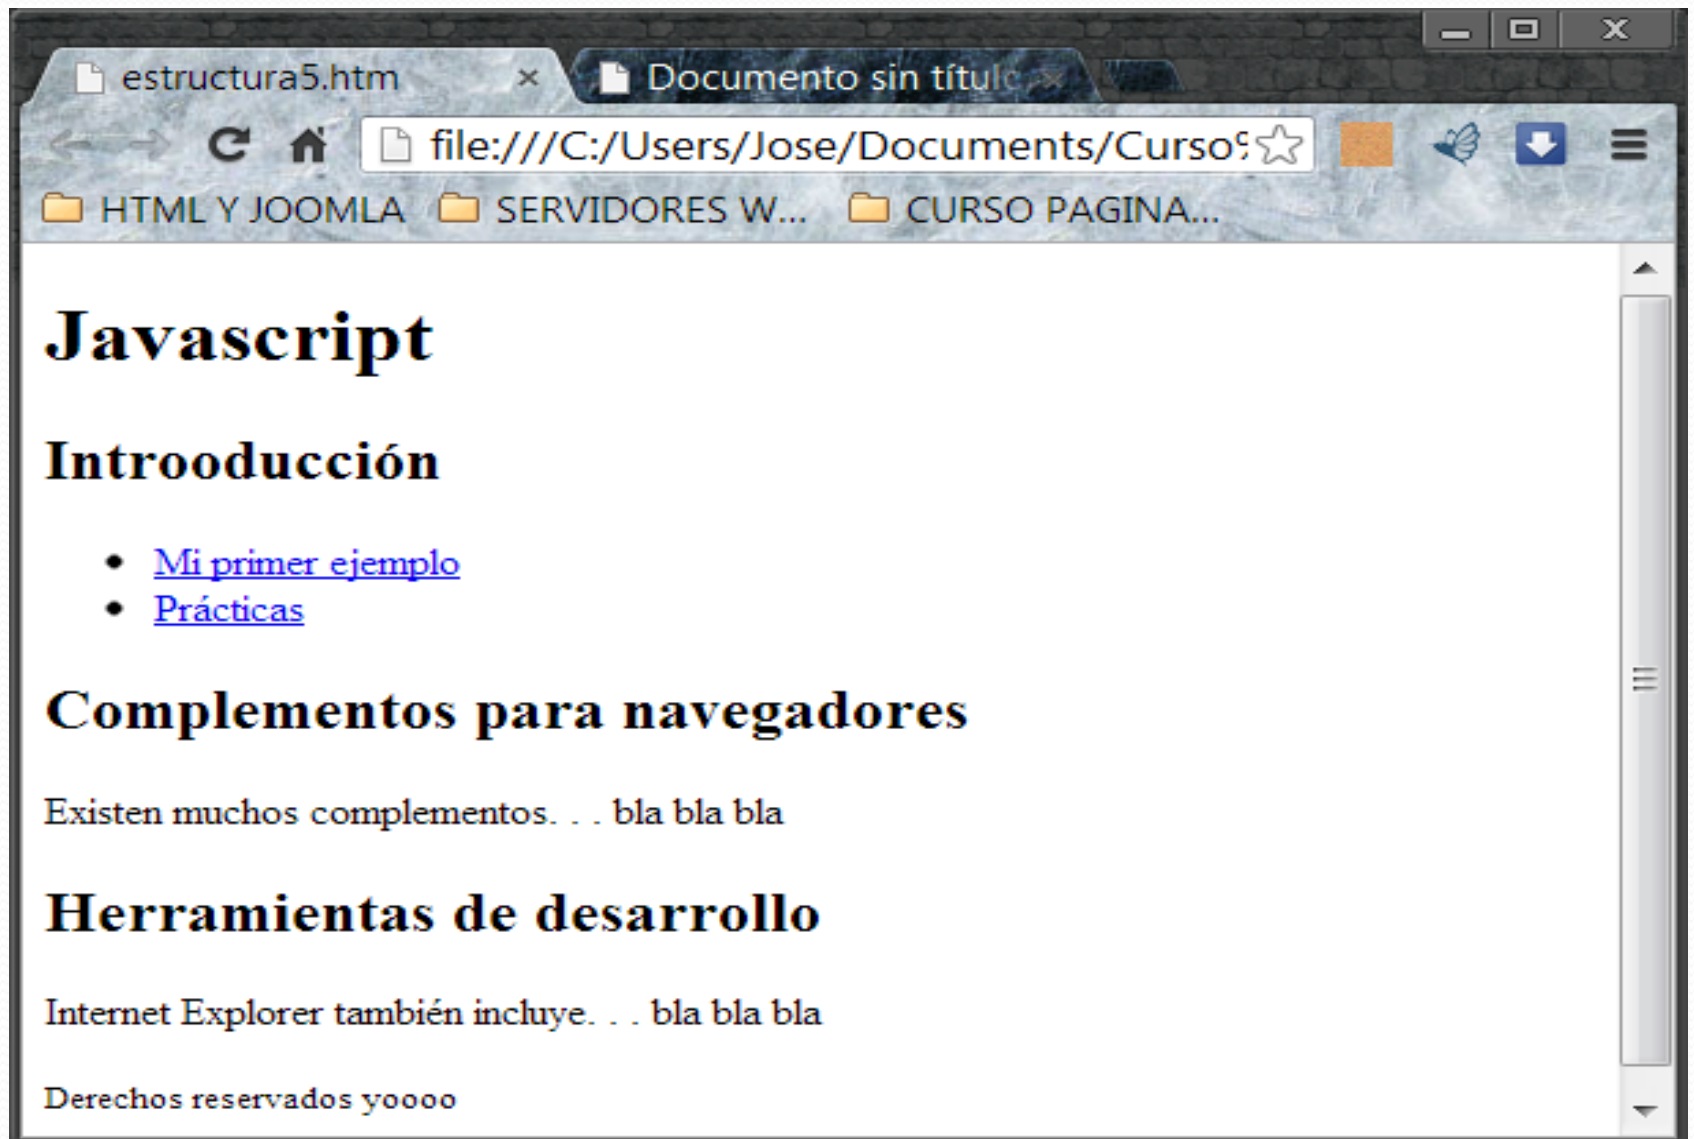 estructura5.htm
Documento sin títulc
file:///C:/Users/Jose/Documents/Curso%
HTML Y JOOMLA SERVIDORES W... CURSO PAGINA...
Javascript
Introoducción
Mi primer ejemplo
Prácticas
Complementos para navegadores
Existen muchos complementos. . . bla bla bla
Herramientas de desarrollo
Internet Explorer también incluye. . . bla bla bla
Derechos reservados yoooo